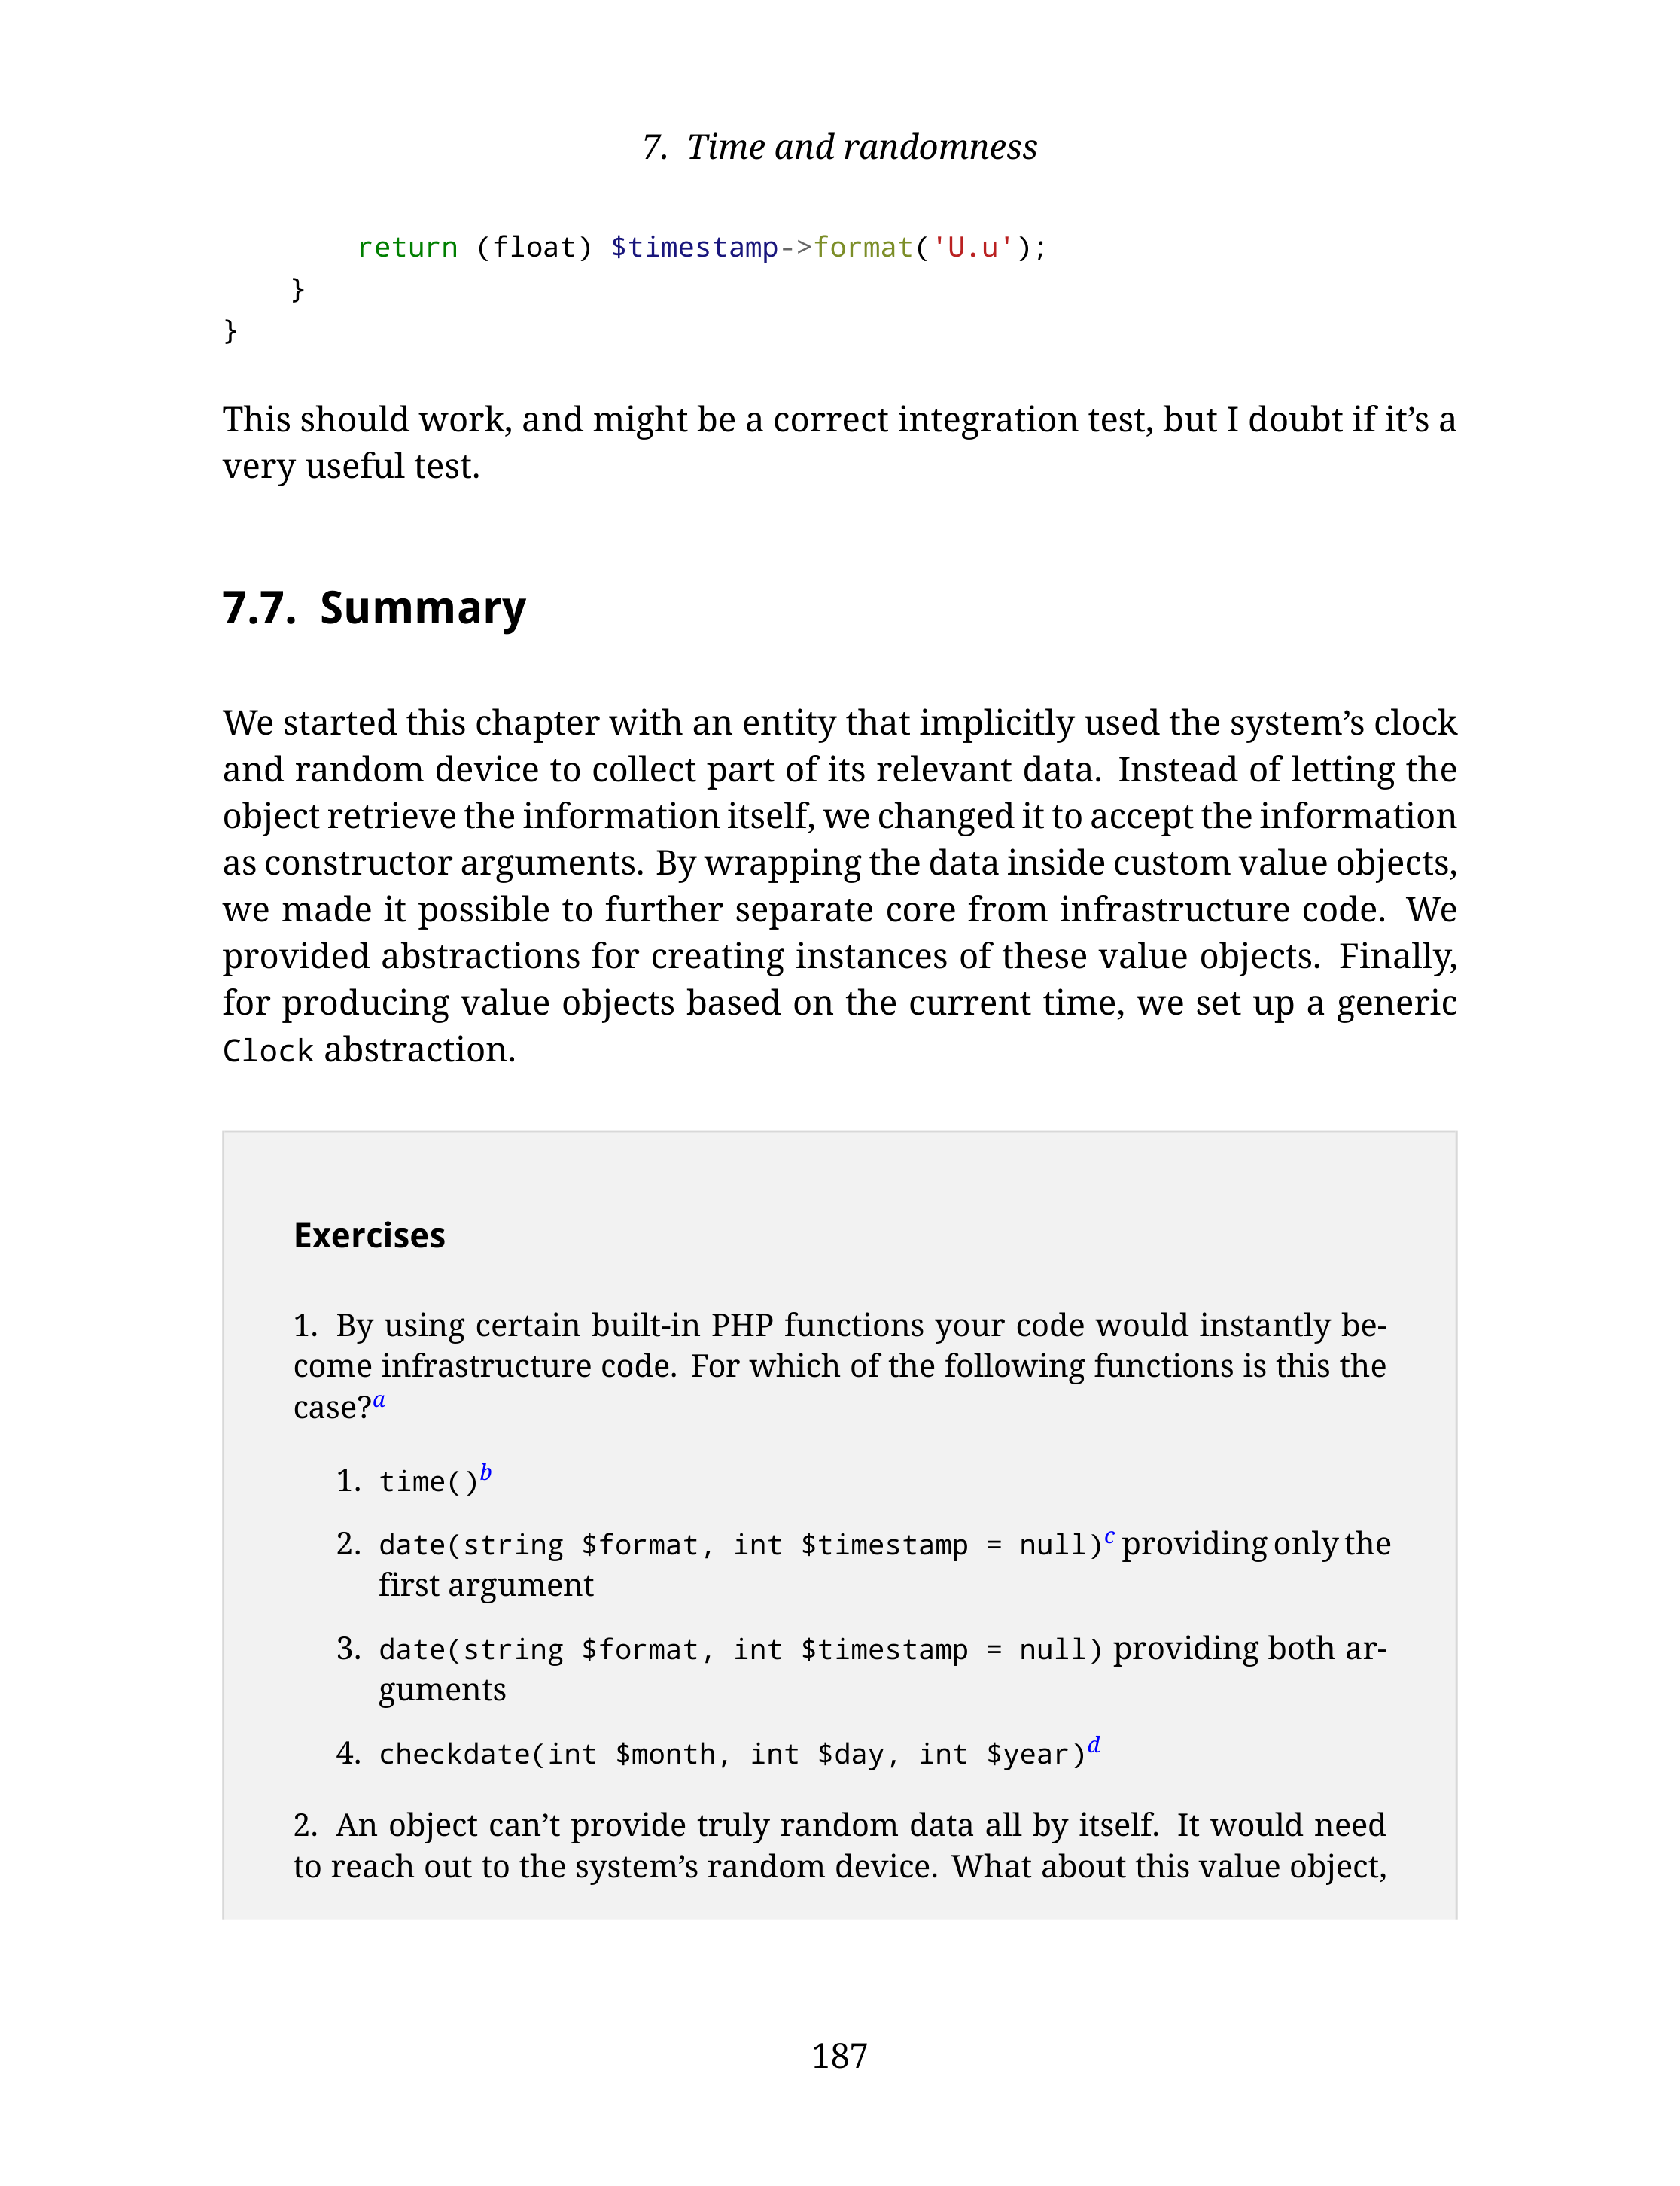 7. Time and randomness
return (float) $timestamp->format('U.u');
}
}
This should work, and might be a correct integration test, but I doubt if it’s a
very useful test.
7.7. Summary
We started this chapter with an entity that implicitly used the system’s clock
and random device to collect part of its relevant data. Instead of letting the
object retrieve the information itself, we changed it to accept the information
as constructor arguments. By wrapping the data inside custom value objects,
we made it possible to further separate core from infrastructure code. We
provided abstractions for creating instances of these value objects. Finally,
for producing value objects based on the current time, we set up a generic
Clock abstraction.
Exercises
1. By using certain built-in PHP functions your code would instantly be-
come infrastructure code. For which of the following functions is this the
case?a
1. time()b
2. date(string $format, int $timestamp = null)c providing only the
first argument
3. date(string $format, int $timestamp = null) providing both ar-
guments
4. checkdate(int $month, int $day, int $year)d
2. An object can’t provide truly random data all by itself. It would need
to reach out to the system’s random device. What about this value object,
187